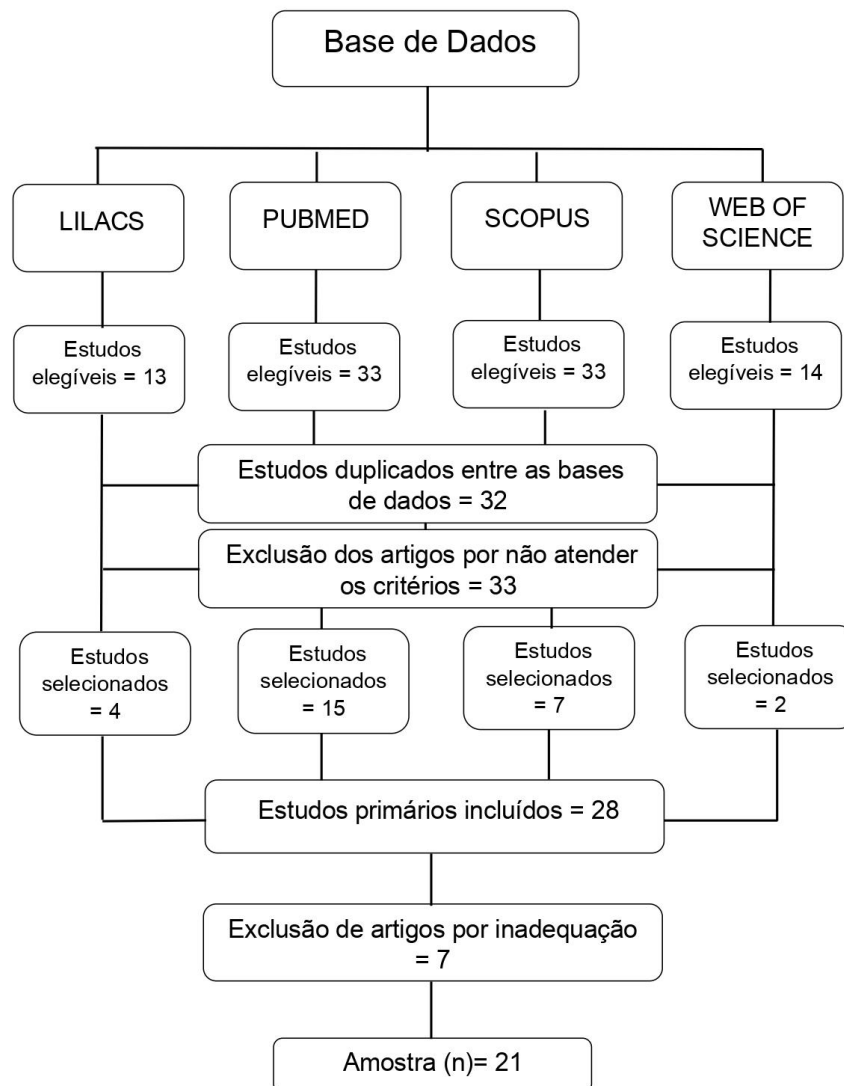 Base de Dados
LILACS
PUBMED
SCOPUS
WEB OF
SCIENCE
Estudos
elegíveis = 13
Estudos
elegíveis = 33
Estudos
elegíveis = 33
Estudos
elegíveis = 14
Estudos duplicados entre as bases
de dados = 32
Exclusão dos artigos por não atender
os critérios = 33
Estudos
selecionados
= 4
Estudos
selecionados
= 15
Estudos
selecionados
= 7
Estudos
selecionados
= 2
Estudos primários incluídos = 28
Exclusão de artigos por inadequação
= 7
Amostra (n)= 21